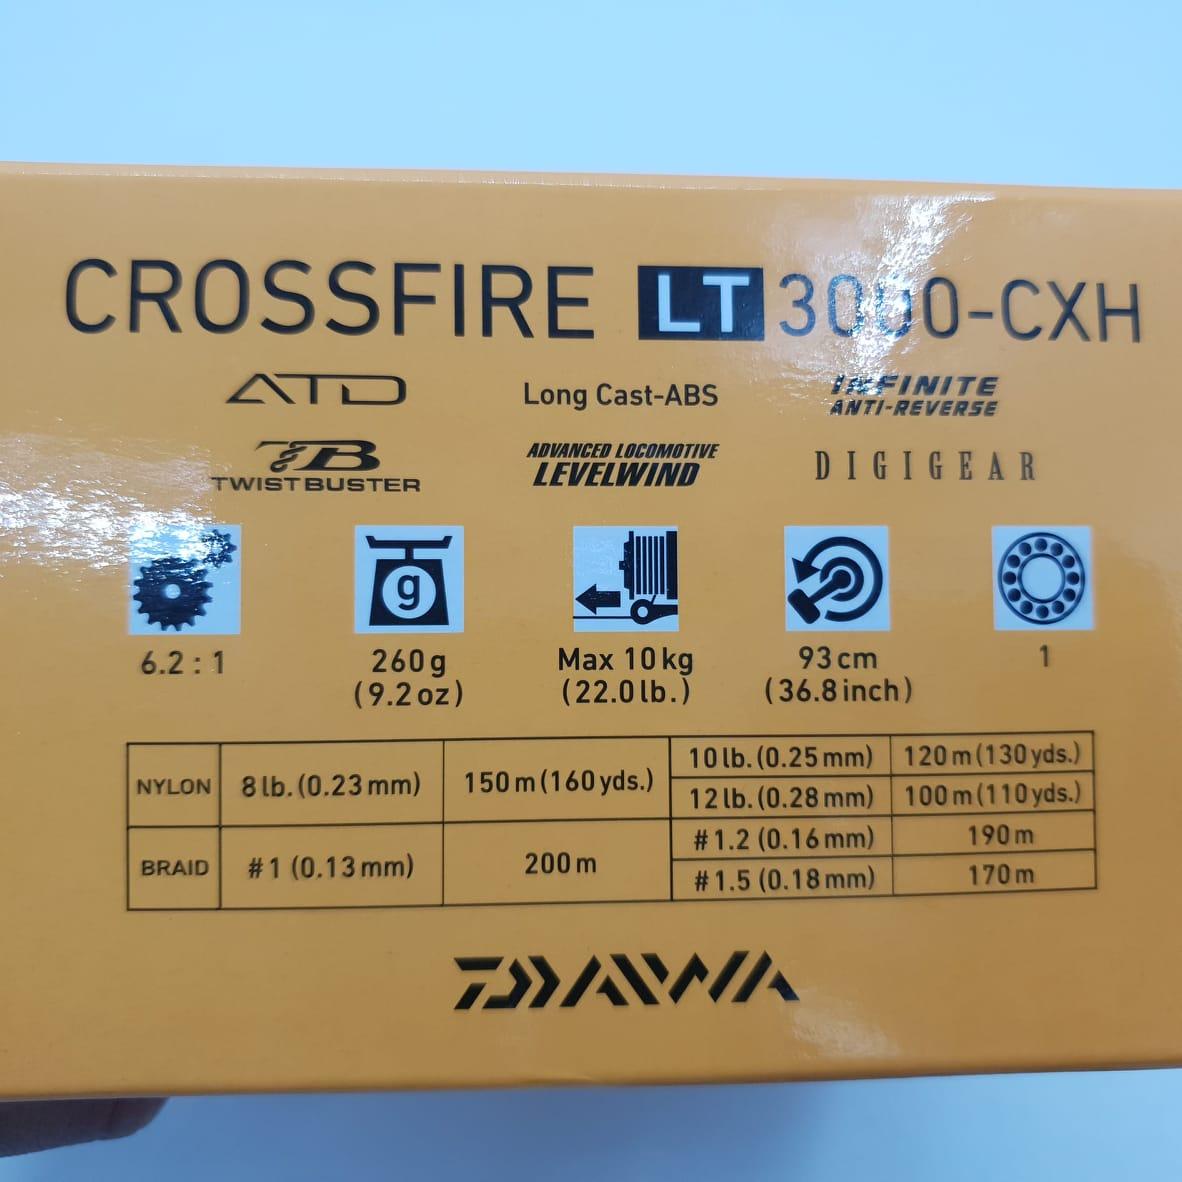 CROSSFIRE LT 3000-CXH
ATD
Long Cast-ABS
INFINITE
ANTI-REVERSE
TB
TWIST BUSTER
ADVANCED LOCOMOTIVE
LEVELWIND
DIGIGEAR
g
6.2 : 1
260g
(9.2oz)
Max 10kg
(22.0lb.)
93cm
(36.8inch)
1
NYLON 8lb.(0.23mm) 150m(160yds.)
10lb.(0.25mm) 120m(130yds.)
12lb.(0.28mm) 100m(110yds.)
BRAID #1 (0.13mm) 200m
#1.2 (0.16mm) 190m
#1.5 (0.18mm) 170m
DAIWA